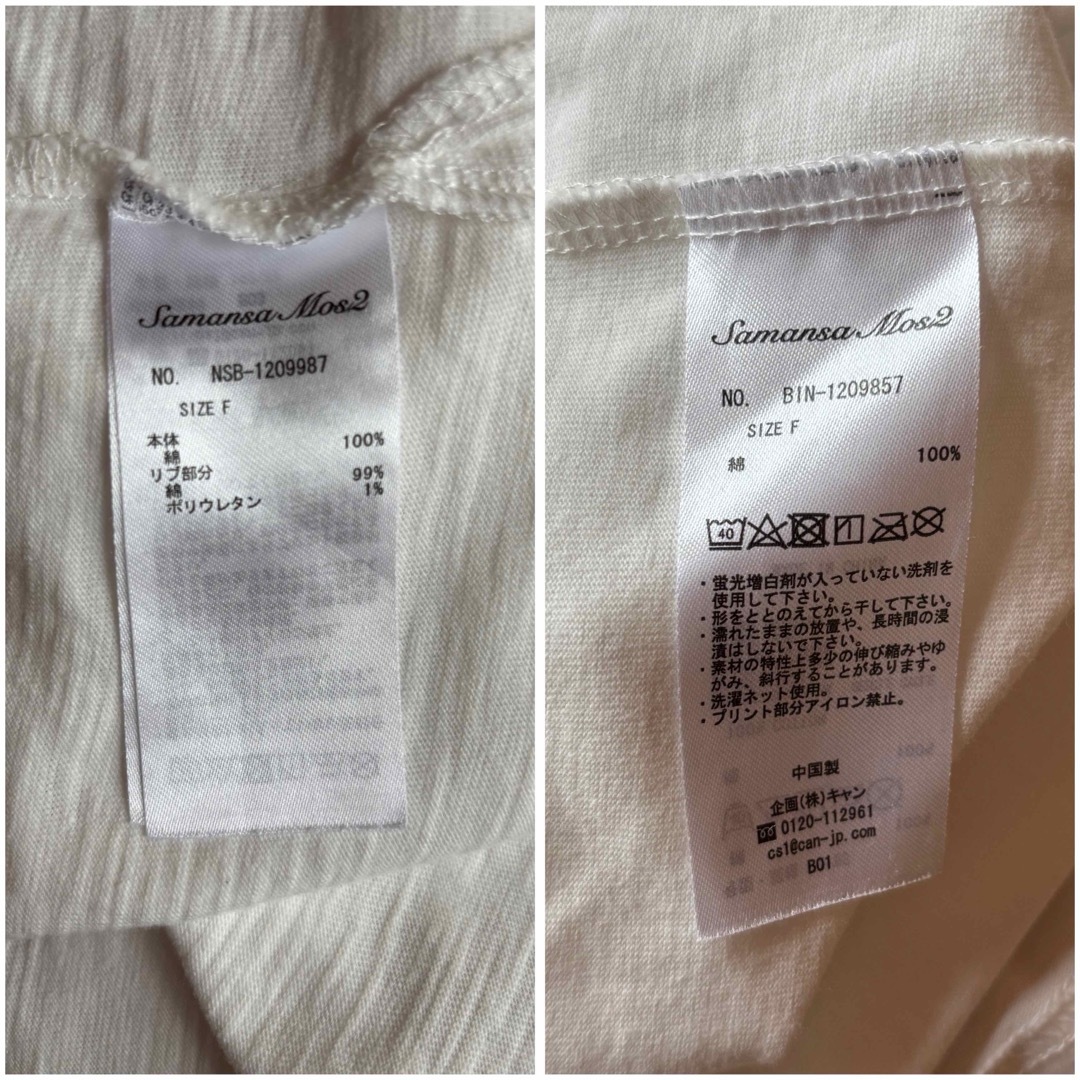 Samansa Mos2
NO. NSB-1209987
SIZE F
本体
綿 100%
リブ部分
綿 99%
ポリウレタン 1%
Samansa Mos2
NO. BIN-1209857
SIZE F
綿 100%
40
・蛍光増白剤が入っていない洗剤を
使用して下さい。
・形をととのえてから干して下さい。
・濡れたままの放置や、長時間の浸
漬はしないで下さい。
・素材の特性上多少の伸び縮みやゆ
がみ、斜行することがあります。
・洗濯ネット使用。
・プリント部分アイロン禁止。
中国製
企画(株)キャン
0120-112961
cs1@can-jp.com
B01